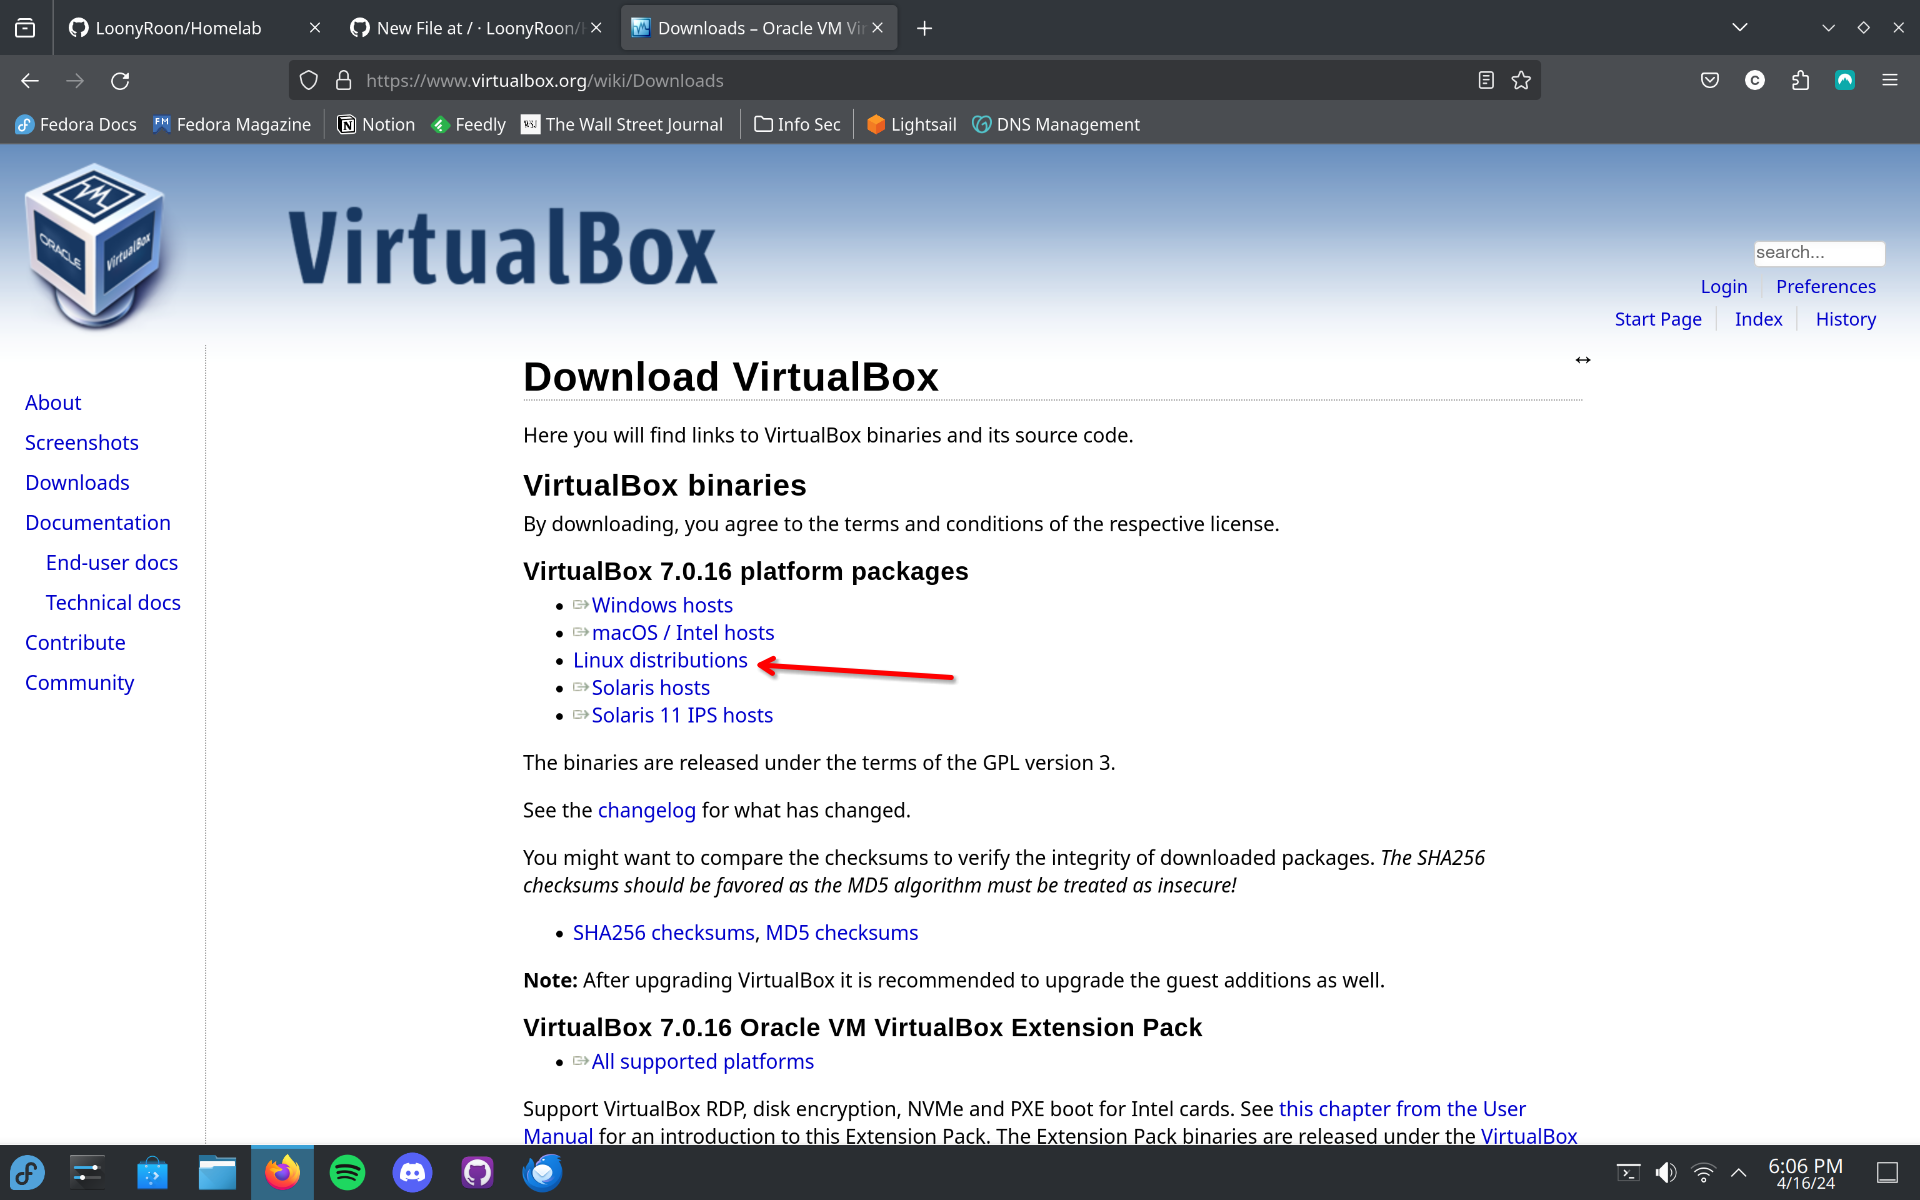 LoonyRoon/Homelab
New File at / · LoonyRoon/
Downloads – Oracle VM Vir
https://www.virtualbox.org/wiki/Downloads
Fedora Docs
Fedora Magazine
Notion
Feedly
WSJ The Wall Street Journal
Info Sec
Lightsail
DNS Management
ORACLE
VirtualBox
VirtualBox
search...
Login
Preferences
Start Page
Index
History
About
Screenshots
Downloads
Documentation
End-user docs
Technical docs
Contribute
Community
Download VirtualBox
Here you will find links to VirtualBox binaries and its source code.
VirtualBox binaries
By downloading, you agree to the terms and conditions of the respective license.
VirtualBox 7.0.16 platform packages
• Windows hosts
• macOS / Intel hosts
• Linux distributions
• Solaris hosts
• Solaris 11 IPS hosts
The binaries are released under the terms of the GPL version 3.
See the changelog for what has changed.
You might want to compare the checksums to verify the integrity of downloaded packages. The SHA256
checksums should be favored as the MD5 algorithm must be treated as insecure!
• SHA256 checksums, MD5 checksums
Note: After upgrading VirtualBox it is recommended to upgrade the guest additions as well.
VirtualBox 7.0.16 Oracle VM VirtualBox Extension Pack
• All supported platforms
Support VirtualBox RDP, disk encryption, NVMe and PXE boot for Intel cards. See this chapter from the User
Manual for an introduction to this Extension Pack. The Extension Pack binaries are released under the VirtualBox
6:06 PM
4/16/24